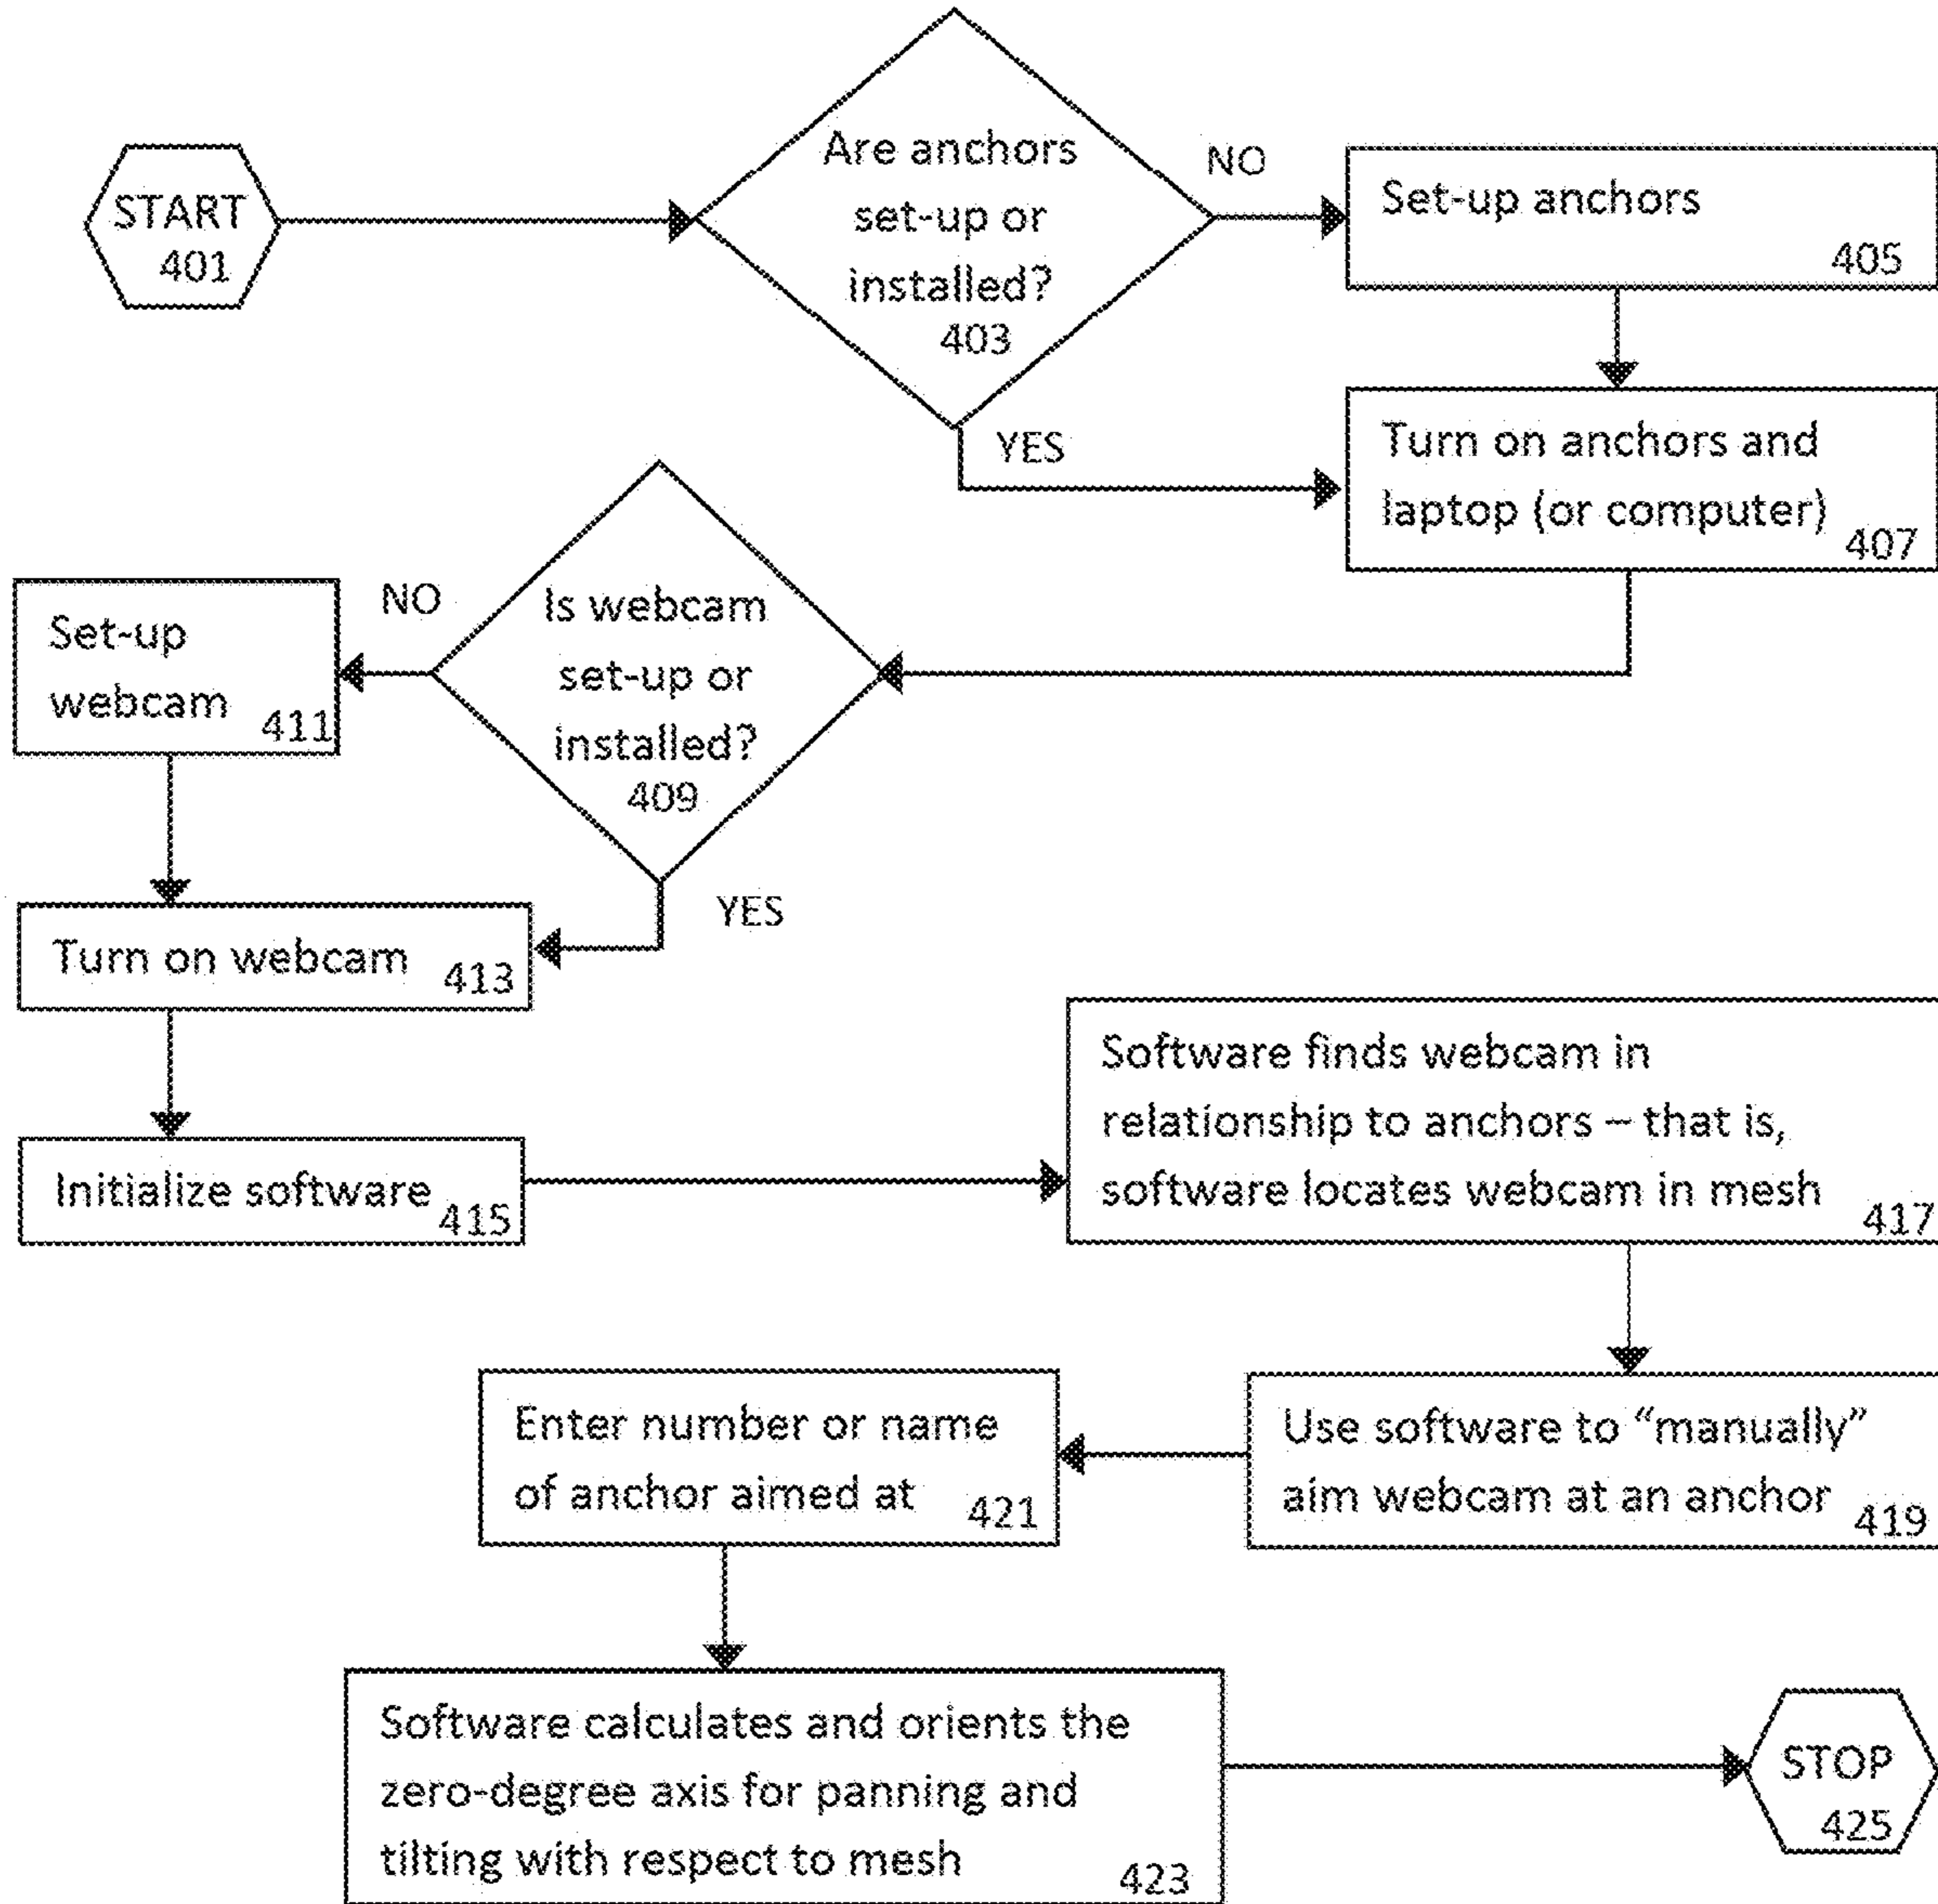 START
401
Are anchors
set-up or
installed?
403
NO
YES
Set-up anchors
405
Turn on anchors and
laptop (or computer)
407
Is webcam
set-up or
installed?
409
NO
YES
Set-up
webcam
411
Turn on webcam
413
Initialize software
415
Software finds webcam in
relationship to anchors – that is,
software locates webcam in mesh
417
Use software to “manually”
aim webcam at an anchor
419
Enter number or name
of anchor aimed at
421
Software calculates and orients the
zero-degree axis for panning and
tilting with respect to mesh
423
STOP
425